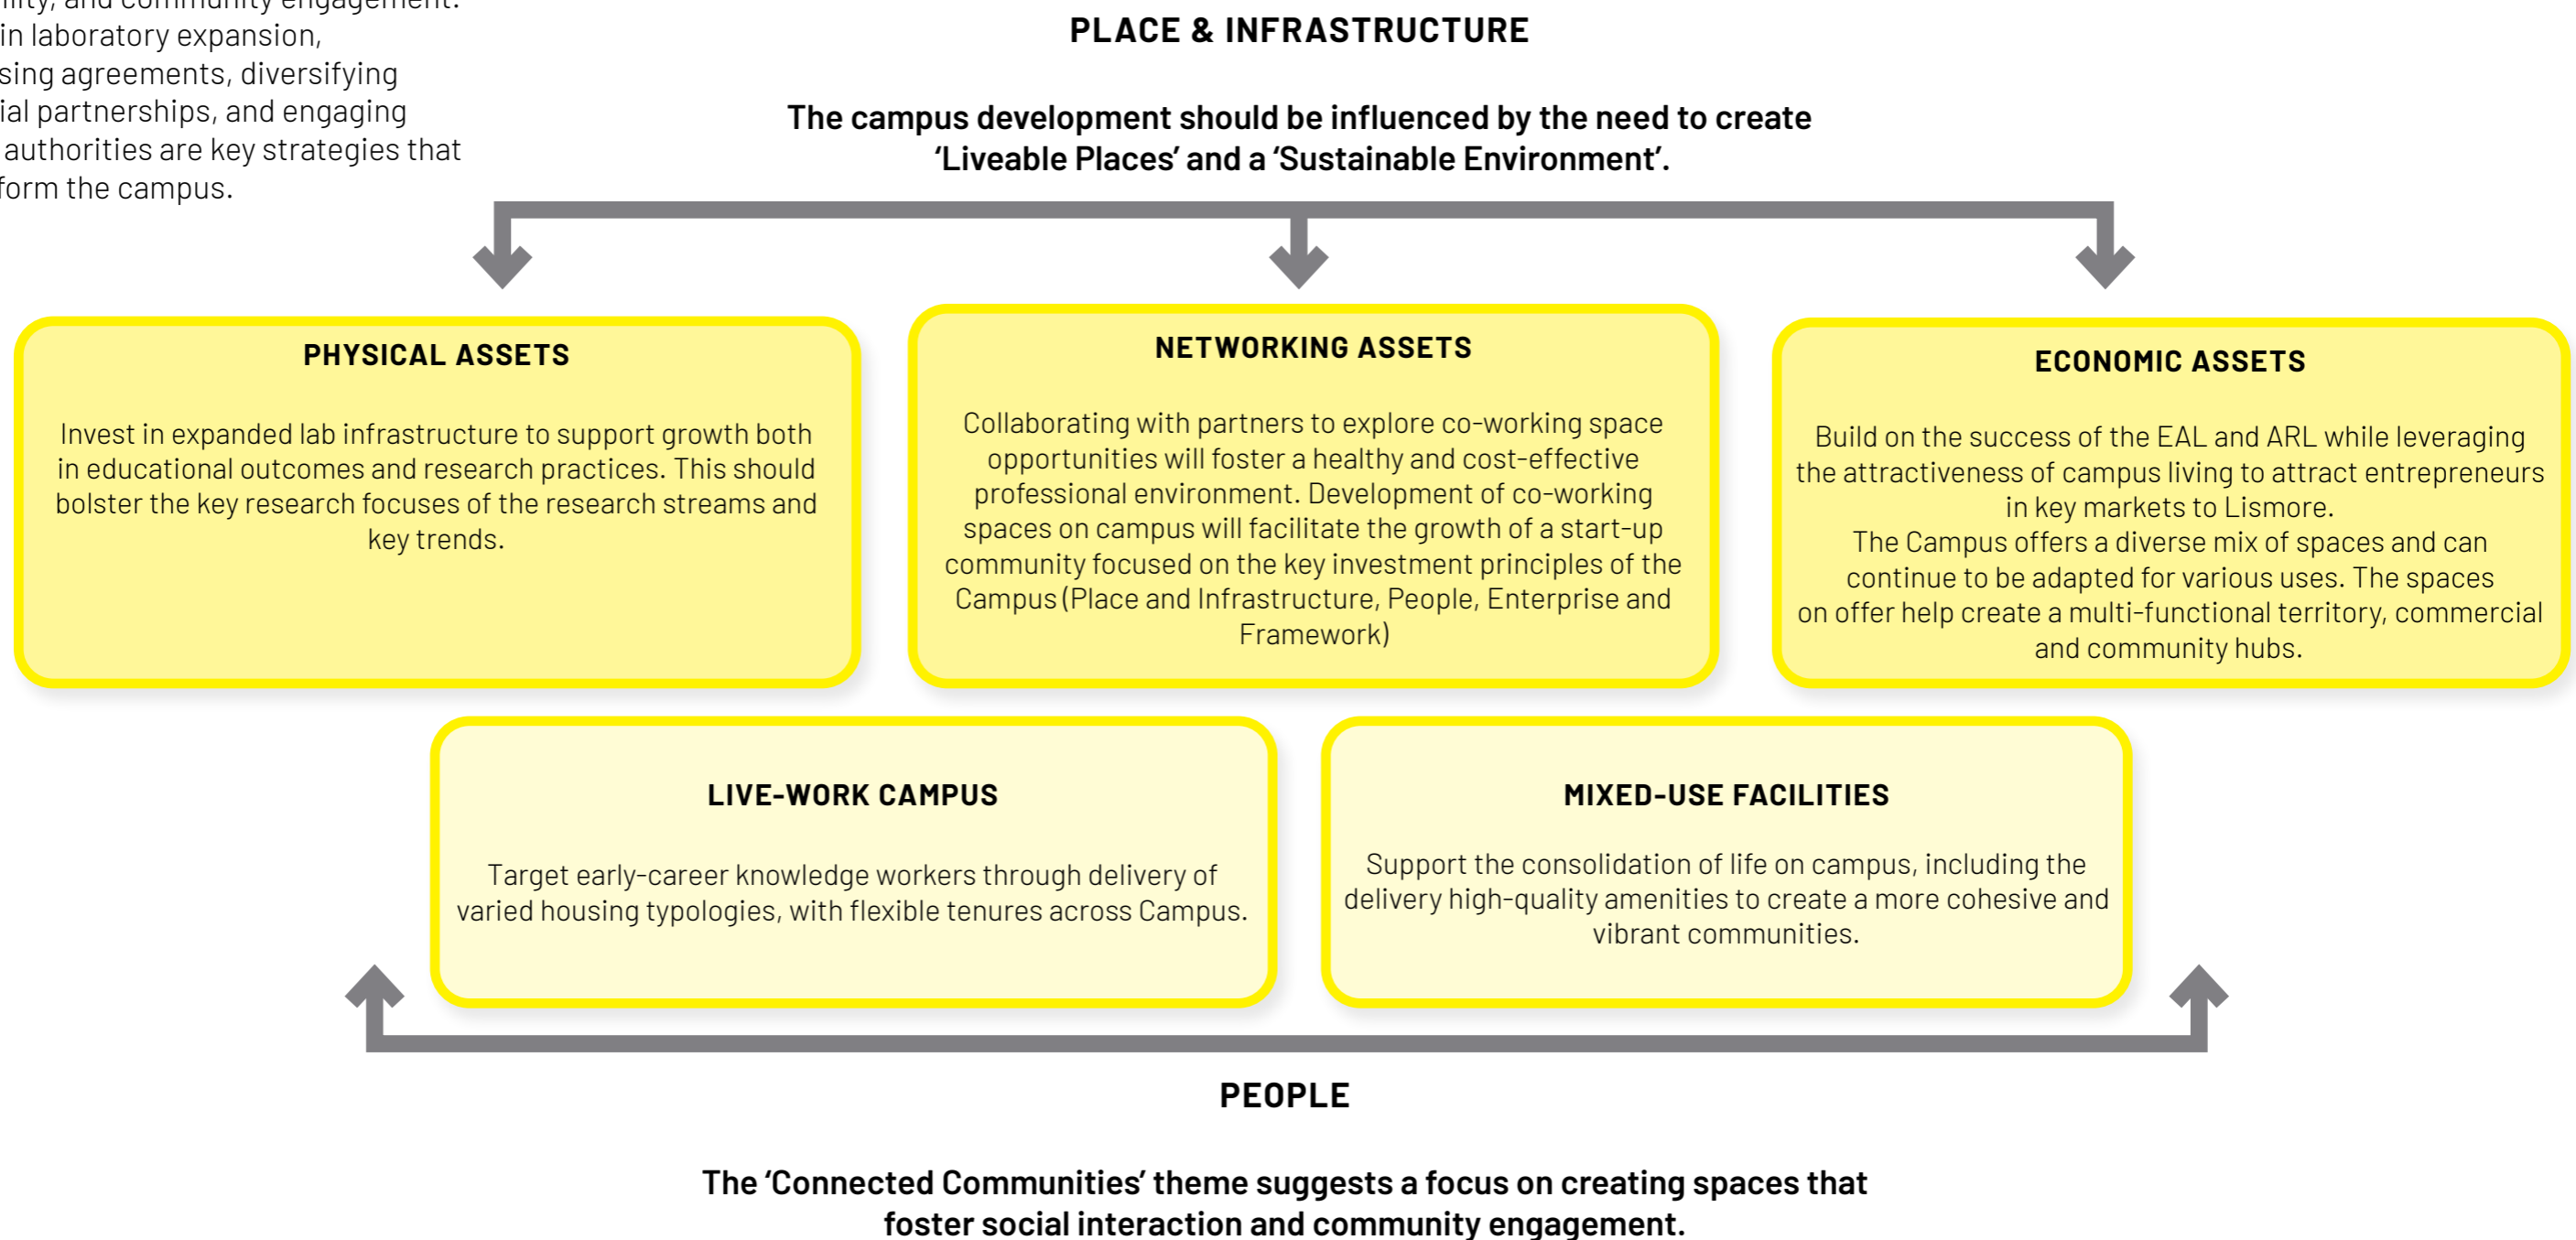 and community engagement.
in laboratory expansion,
agreements, diversifying
partnerships, and engaging
authorities are key strategies that
form the campus.
PLACE & INFRASTRUCTURE
The campus development should be influenced by the need to create
‘Liveable Places’ and a ‘Sustainable Environment’.
PHYSICAL ASSETS
Invest in expanded lab infrastructure to support growth both
in educational outcomes and research practices. This should
bolster the key research focuses of the research streams and
key trends.
NETWORKING ASSETS
Collaborating with partners to explore co-working space
opportunities will foster a healthy and cost-effective
professional environment. Development of co-working
spaces on campus will facilitate the growth of a start-up
community focused on the key investment principles of the
Campus (Place and Infrastructure, People, Enterprise and
Framework)
ECONOMIC ASSETS
Build on the success of the EAL and ARL while leveraging
the attractiveness of campus living to attract entrepreneurs
in key markets to Lismore.
The Campus offers a diverse mix of spaces and can
continue to be adapted for various uses. The spaces
on offer help create a multi-functional territory, commercial
and community hubs.
LIVE-WORK CAMPUS
Target early-career knowledge workers through delivery of
varied housing typologies, with flexible tenures across Campus.
MIXED-USE FACILITIES
Support the consolidation of life on campus, including the
delivery high-quality amenities to create a more cohesive and
vibrant communities.
PEOPLE
The ‘Connected Communities’ theme suggests a focus on creating spaces that
foster social interaction and community engagement.